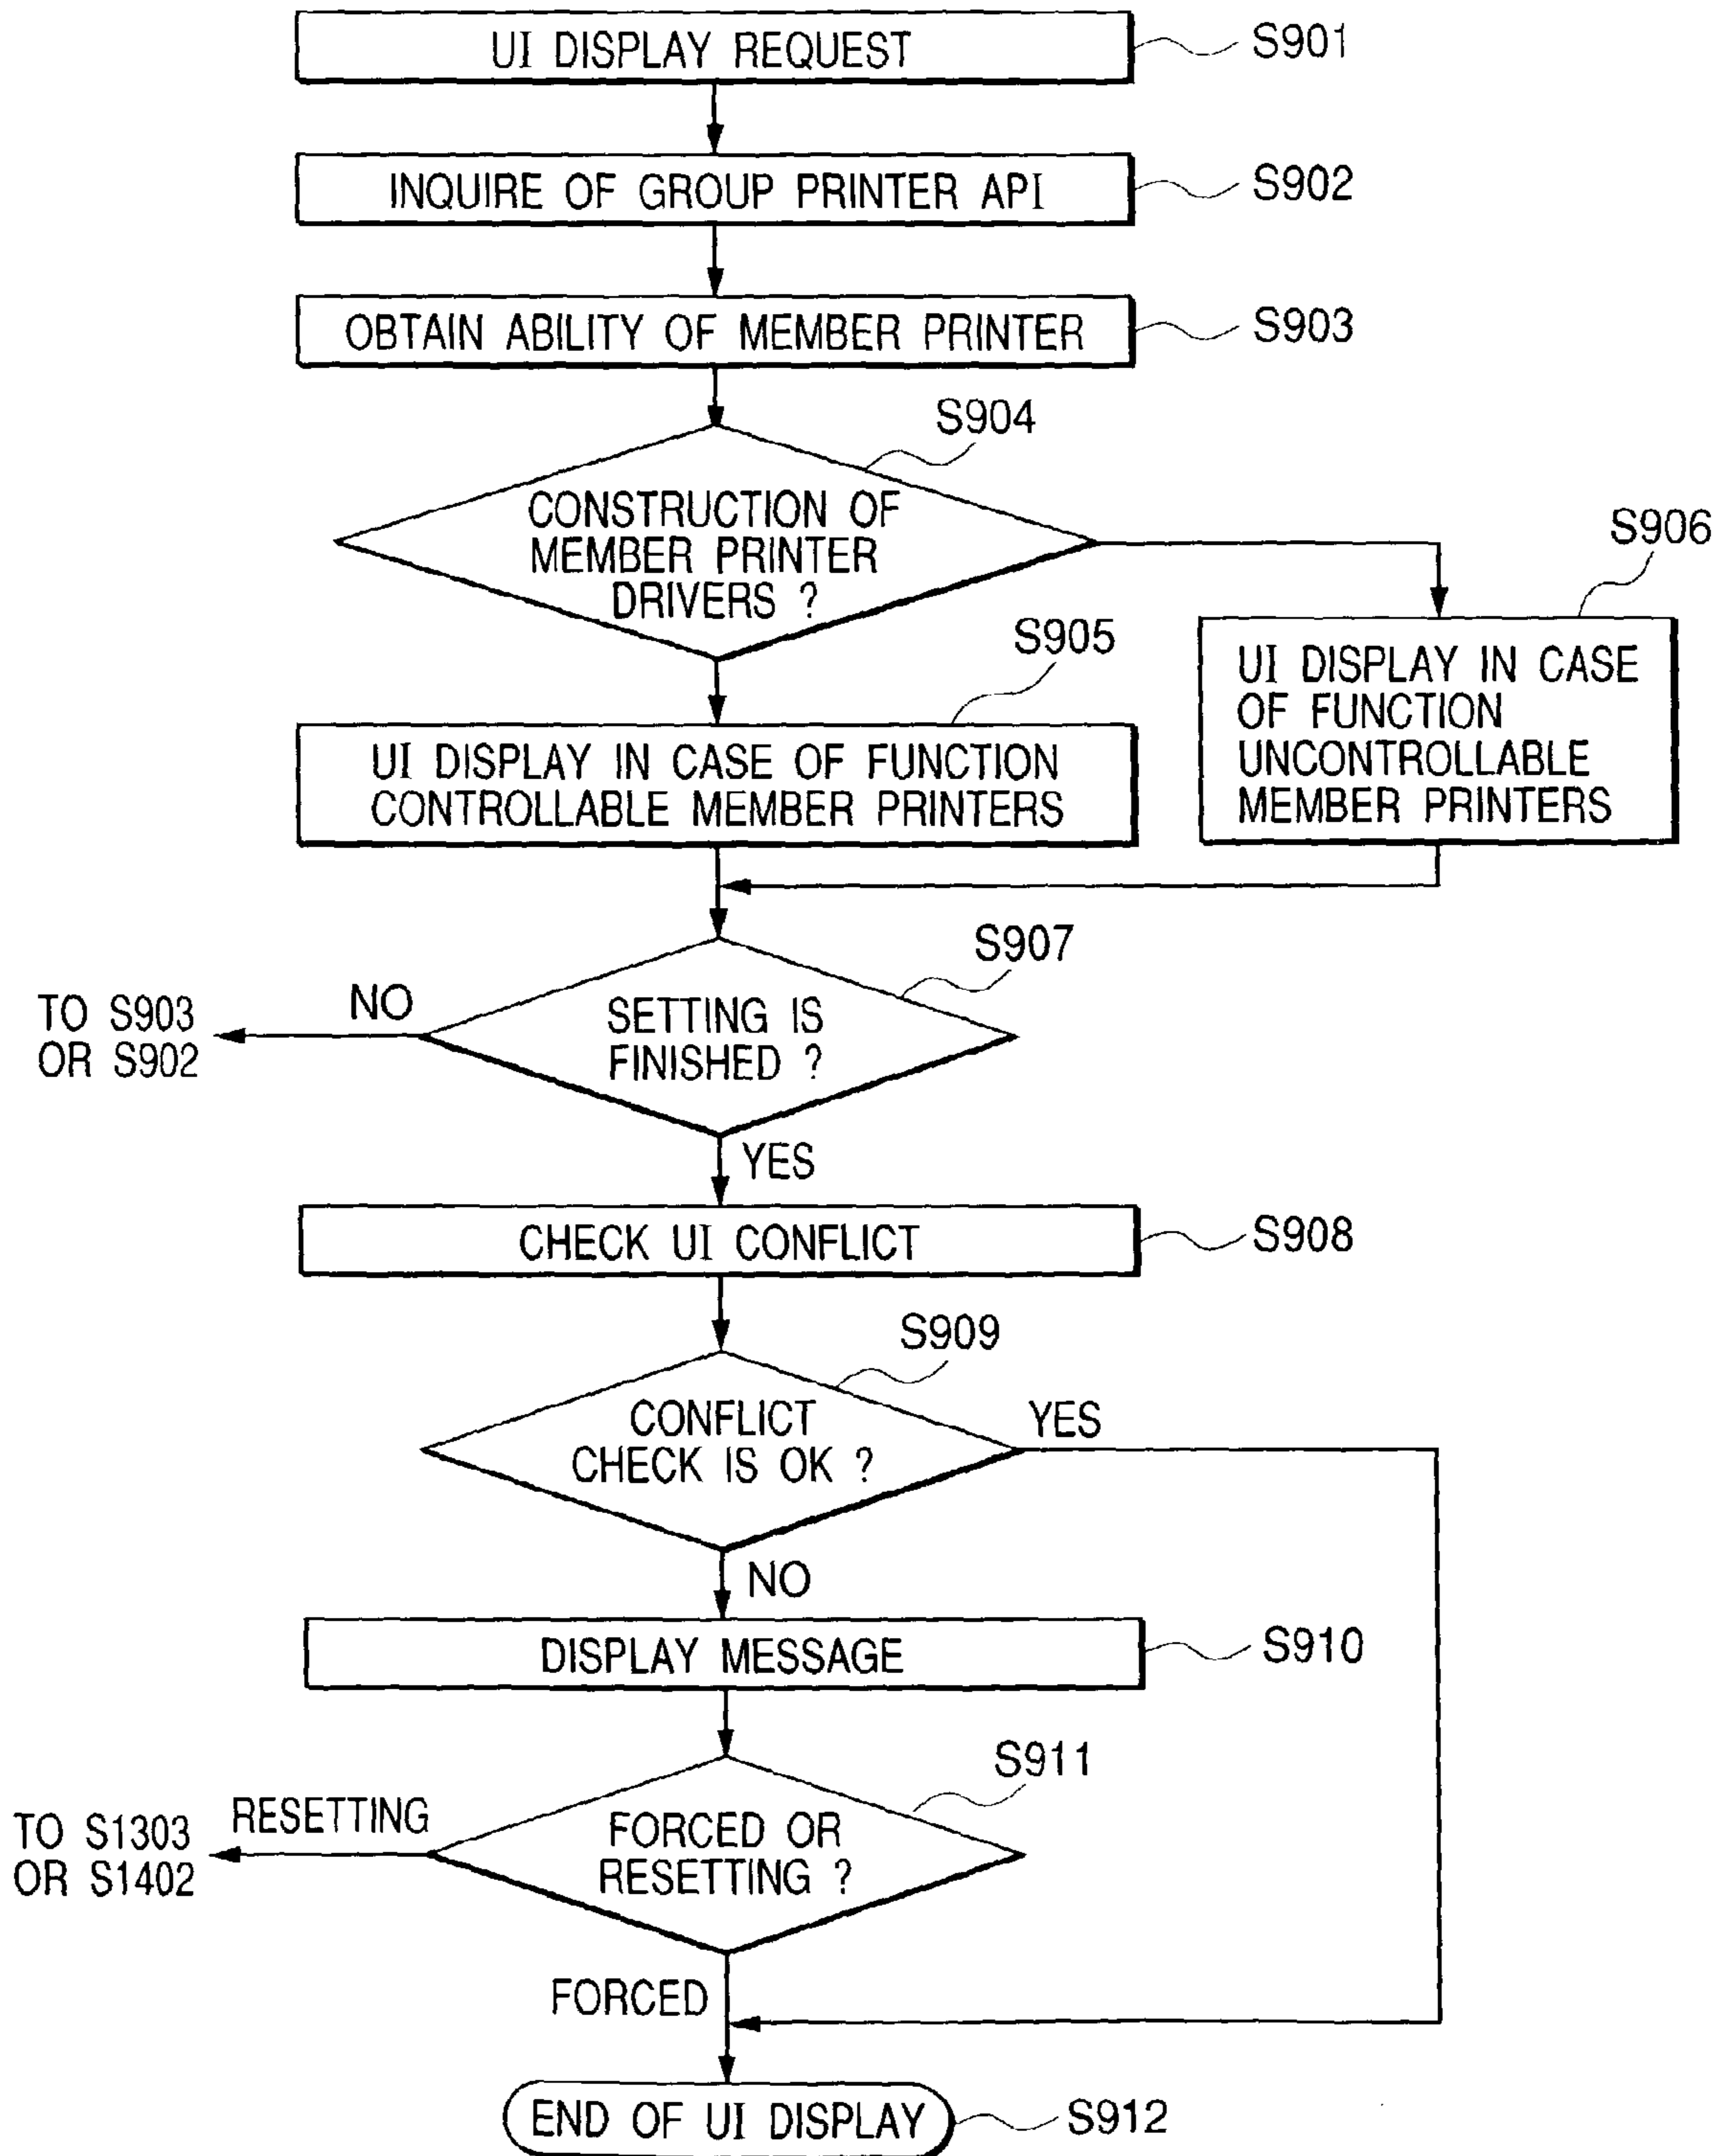 UI DISPLAY REQUEST
S901
INQUIRE OF GROUP PRINTER API
S902
OBTAIN ABILITY OF MEMBER PRINTER
S903
S904
CONSTRUCTION OF
MEMBER PRINTER
DRIVERS ?
S906
UI DISPLAY IN CASE
OF FUNCTION
UNCONTROLLABLE
MEMBER PRINTERS
S905
UI DISPLAY IN CASE OF FUNCTION
CONTROLLABLE MEMBER PRINTERS
S907
SETTING IS
FINISHED ?
NO
TO S903
OR S902
YES
CHECK UI CONFLICT
S908
S909
CONFLICT
CHECK IS OK ?
YES
NO
DISPLAY MESSAGE
S910
S911
FORCED OR
RESETTING ?
RESETTING
TO S1303
OR S1402
FORCED
END OF UI DISPLAY
S912